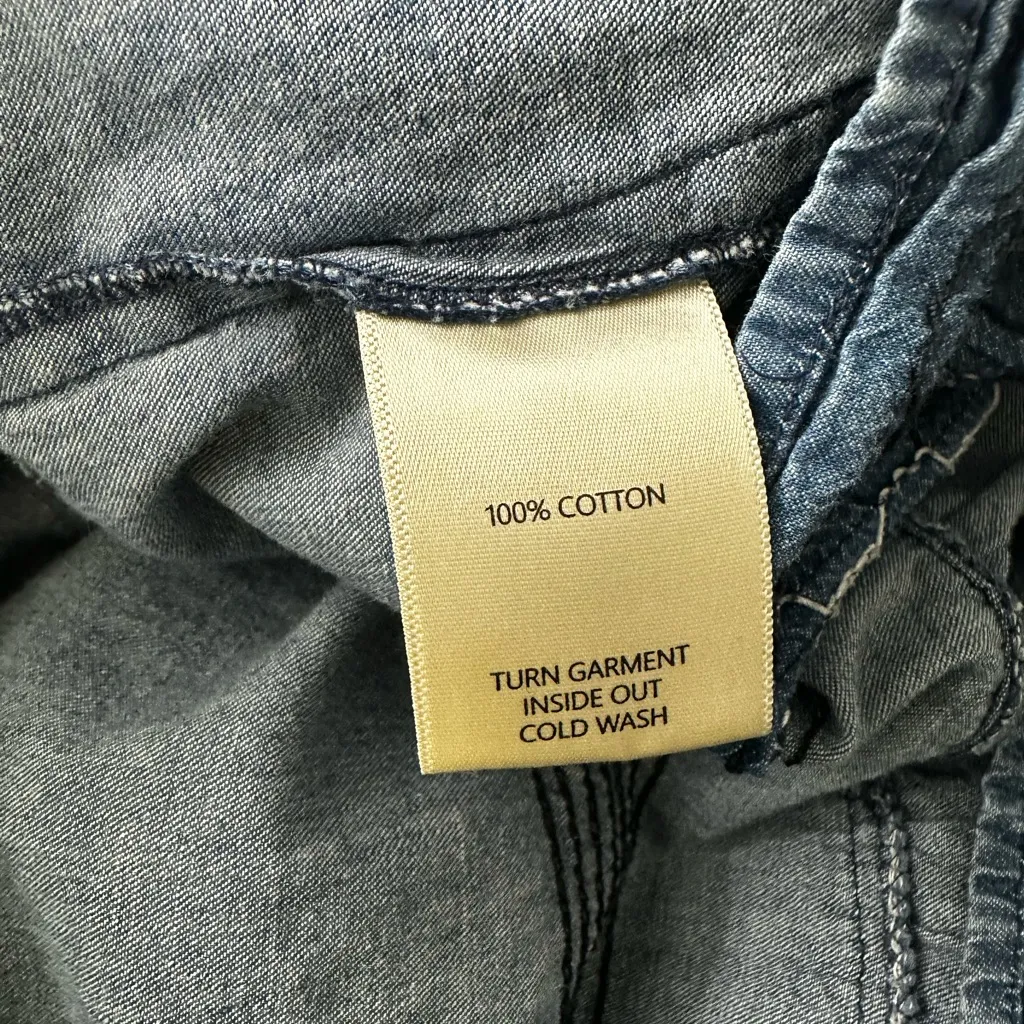 100% COTTON
TURN GARMENT
INSIDE OUT
COLD WASH